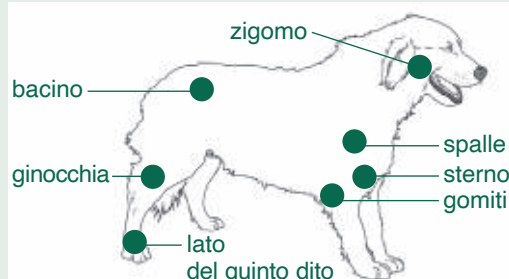 zigomo
bacino
spalle
ginocchia
sterno
gomiti
lato
del quinto dito